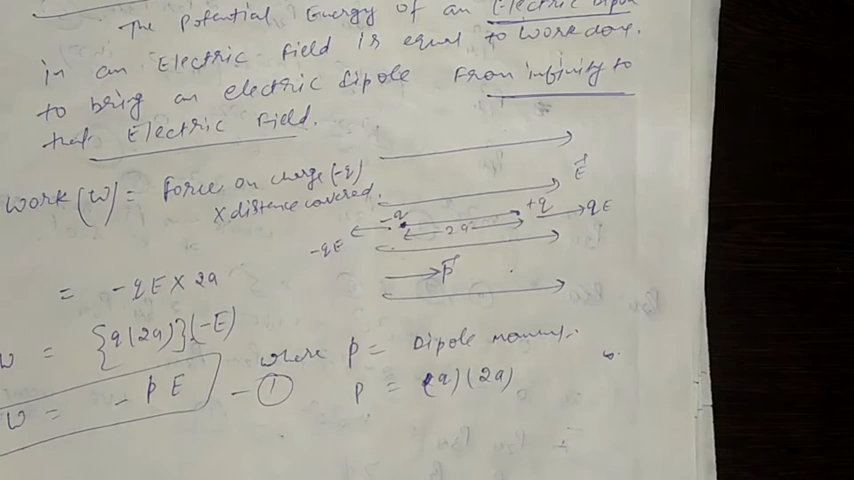 The Potential Energy of an Electric Dipole
in an Electric field is equal to work done.
to bring an electric dipole from infinity to
that Electric field.
Work (W) = Force on charge (-q)
X distance covered.
= -qE X 2a
W = {q(2a)}(-E)
W = - PE - ①
where p = Dipole moment.
p = (q)(2a)
E⃗
-q +q qE
2a
-qE
p⃗